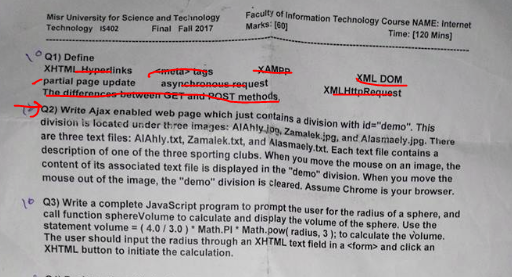 Misr University for Science and Technology
Faculty of Information Technology Course NAME: Internet
Technology IS402 Final Fall 2017 Marks: [60] Time: [120 Mins]
10 Q1) Define
XHTML Hyperlinks <meta> tags XAMPP XML DOM
partial page update asynchronous request XMLHttpRequest
The differences between GET and POST methods.
Q2) Write Ajax enabled web page which just contains a division with id="demo". This
division is located under three images: AlAhly.jpg, Zamalek.jpg, and Alasmaely.jpg. There
are three text files: AlAhly.txt, Zamalek.txt, and Alasmaely.txt. Each text file contains a
description of one of the three sporting clubs. When you move the mouse on an image, the
content of its associated text file is displayed in the "demo" division. When you move the
mouse out of the image, the "demo" division is cleared. Assume Chrome is your browser.
10 Q3) Write a complete JavaScript program to prompt the user for the radius of a sphere, and
call function sphereVolume to calculate and display the volume of the sphere. Use the
statement volume = ( 4.0 / 3.0 ) * Math.PI * Math.pow( radius, 3 ); to calculate the volume.
The user should input the radius through an XHTML text field in a <form> and click an
XHTML button to initiate the calculation.